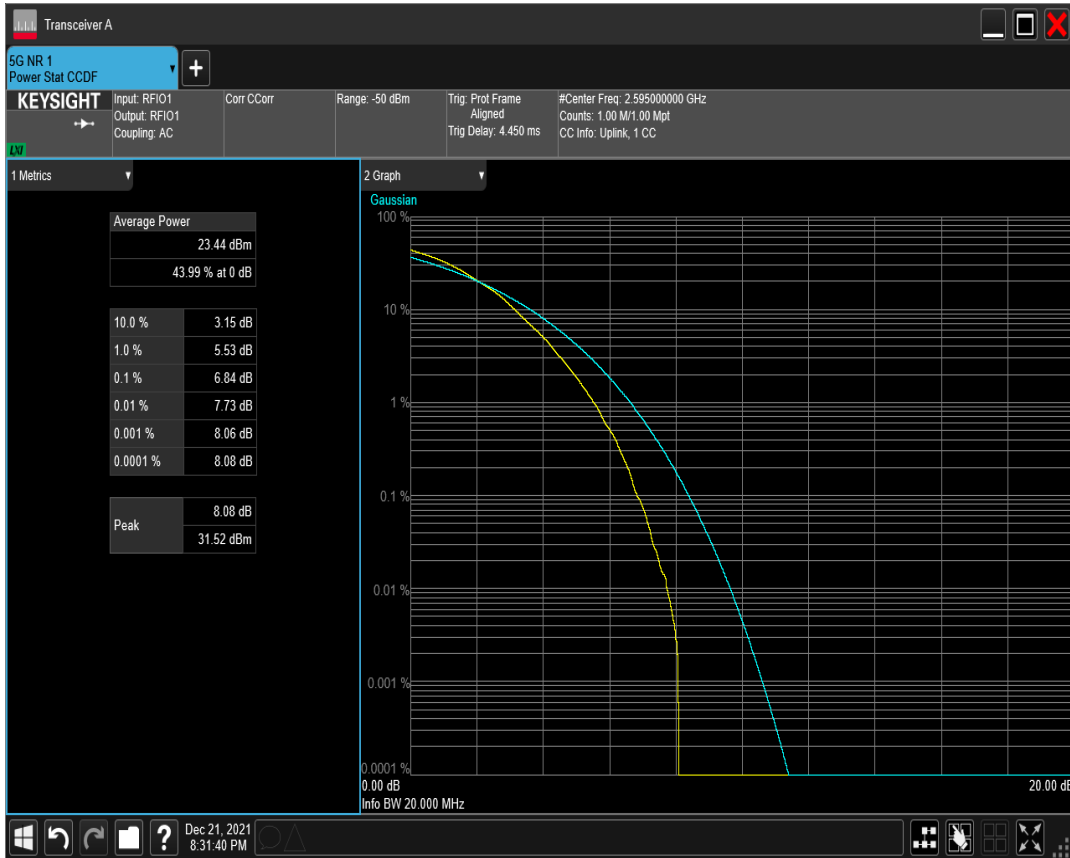 Transceiver A
5G NR 1
Power Stat CCDF
KEYSIGHT
LXI
Input: RFIO1
Output: RFIO1
Coupling: AC
Corr CCorr
Range: -50 dBm
Trig: Prot Frame
Aligned
Trig Delay: 4.450 ms
#Center Freq: 2.595000000 GHz
Counts: 1.00 M/1.00 Mpt
CC Info: Uplink, 1 CC
1 Metrics
Average Power
23.44 dBm
43.99 % at 0 dB
10.0 % 3.15 dB
1.0 % 5.53 dB
0.1 % 6.84 dB
0.01 % 7.73 dB
0.001 % 8.06 dB
0.0001 % 8.08 dB
Peak 8.08 dB
31.52 dBm
2 Graph
Gaussian
100 %
10 %
1 %
0.1 %
0.01 %
0.001 %
0.0001 %
0.00 dB 20.00 dB
Info BW 20.000 MHz
?
Dec 21, 2021
8:31:40 PM